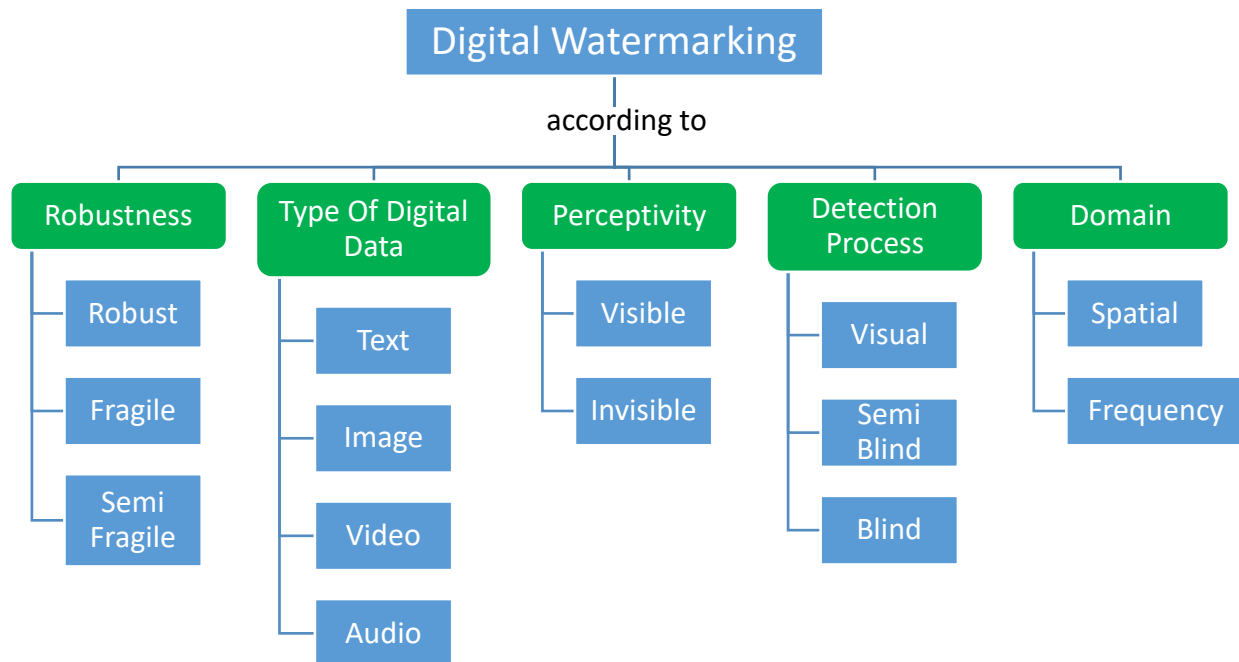 Digital Watermarking
according to
Robustness
Robust
Fragile
Semi
Fragile
Type Of Digital
Data
Text
Image
Video
Audio
Perceptivity
Visible
Invisible
Detection
Process
Visual
Semi
Blind
Blind
Domain
Spatial
Frequency